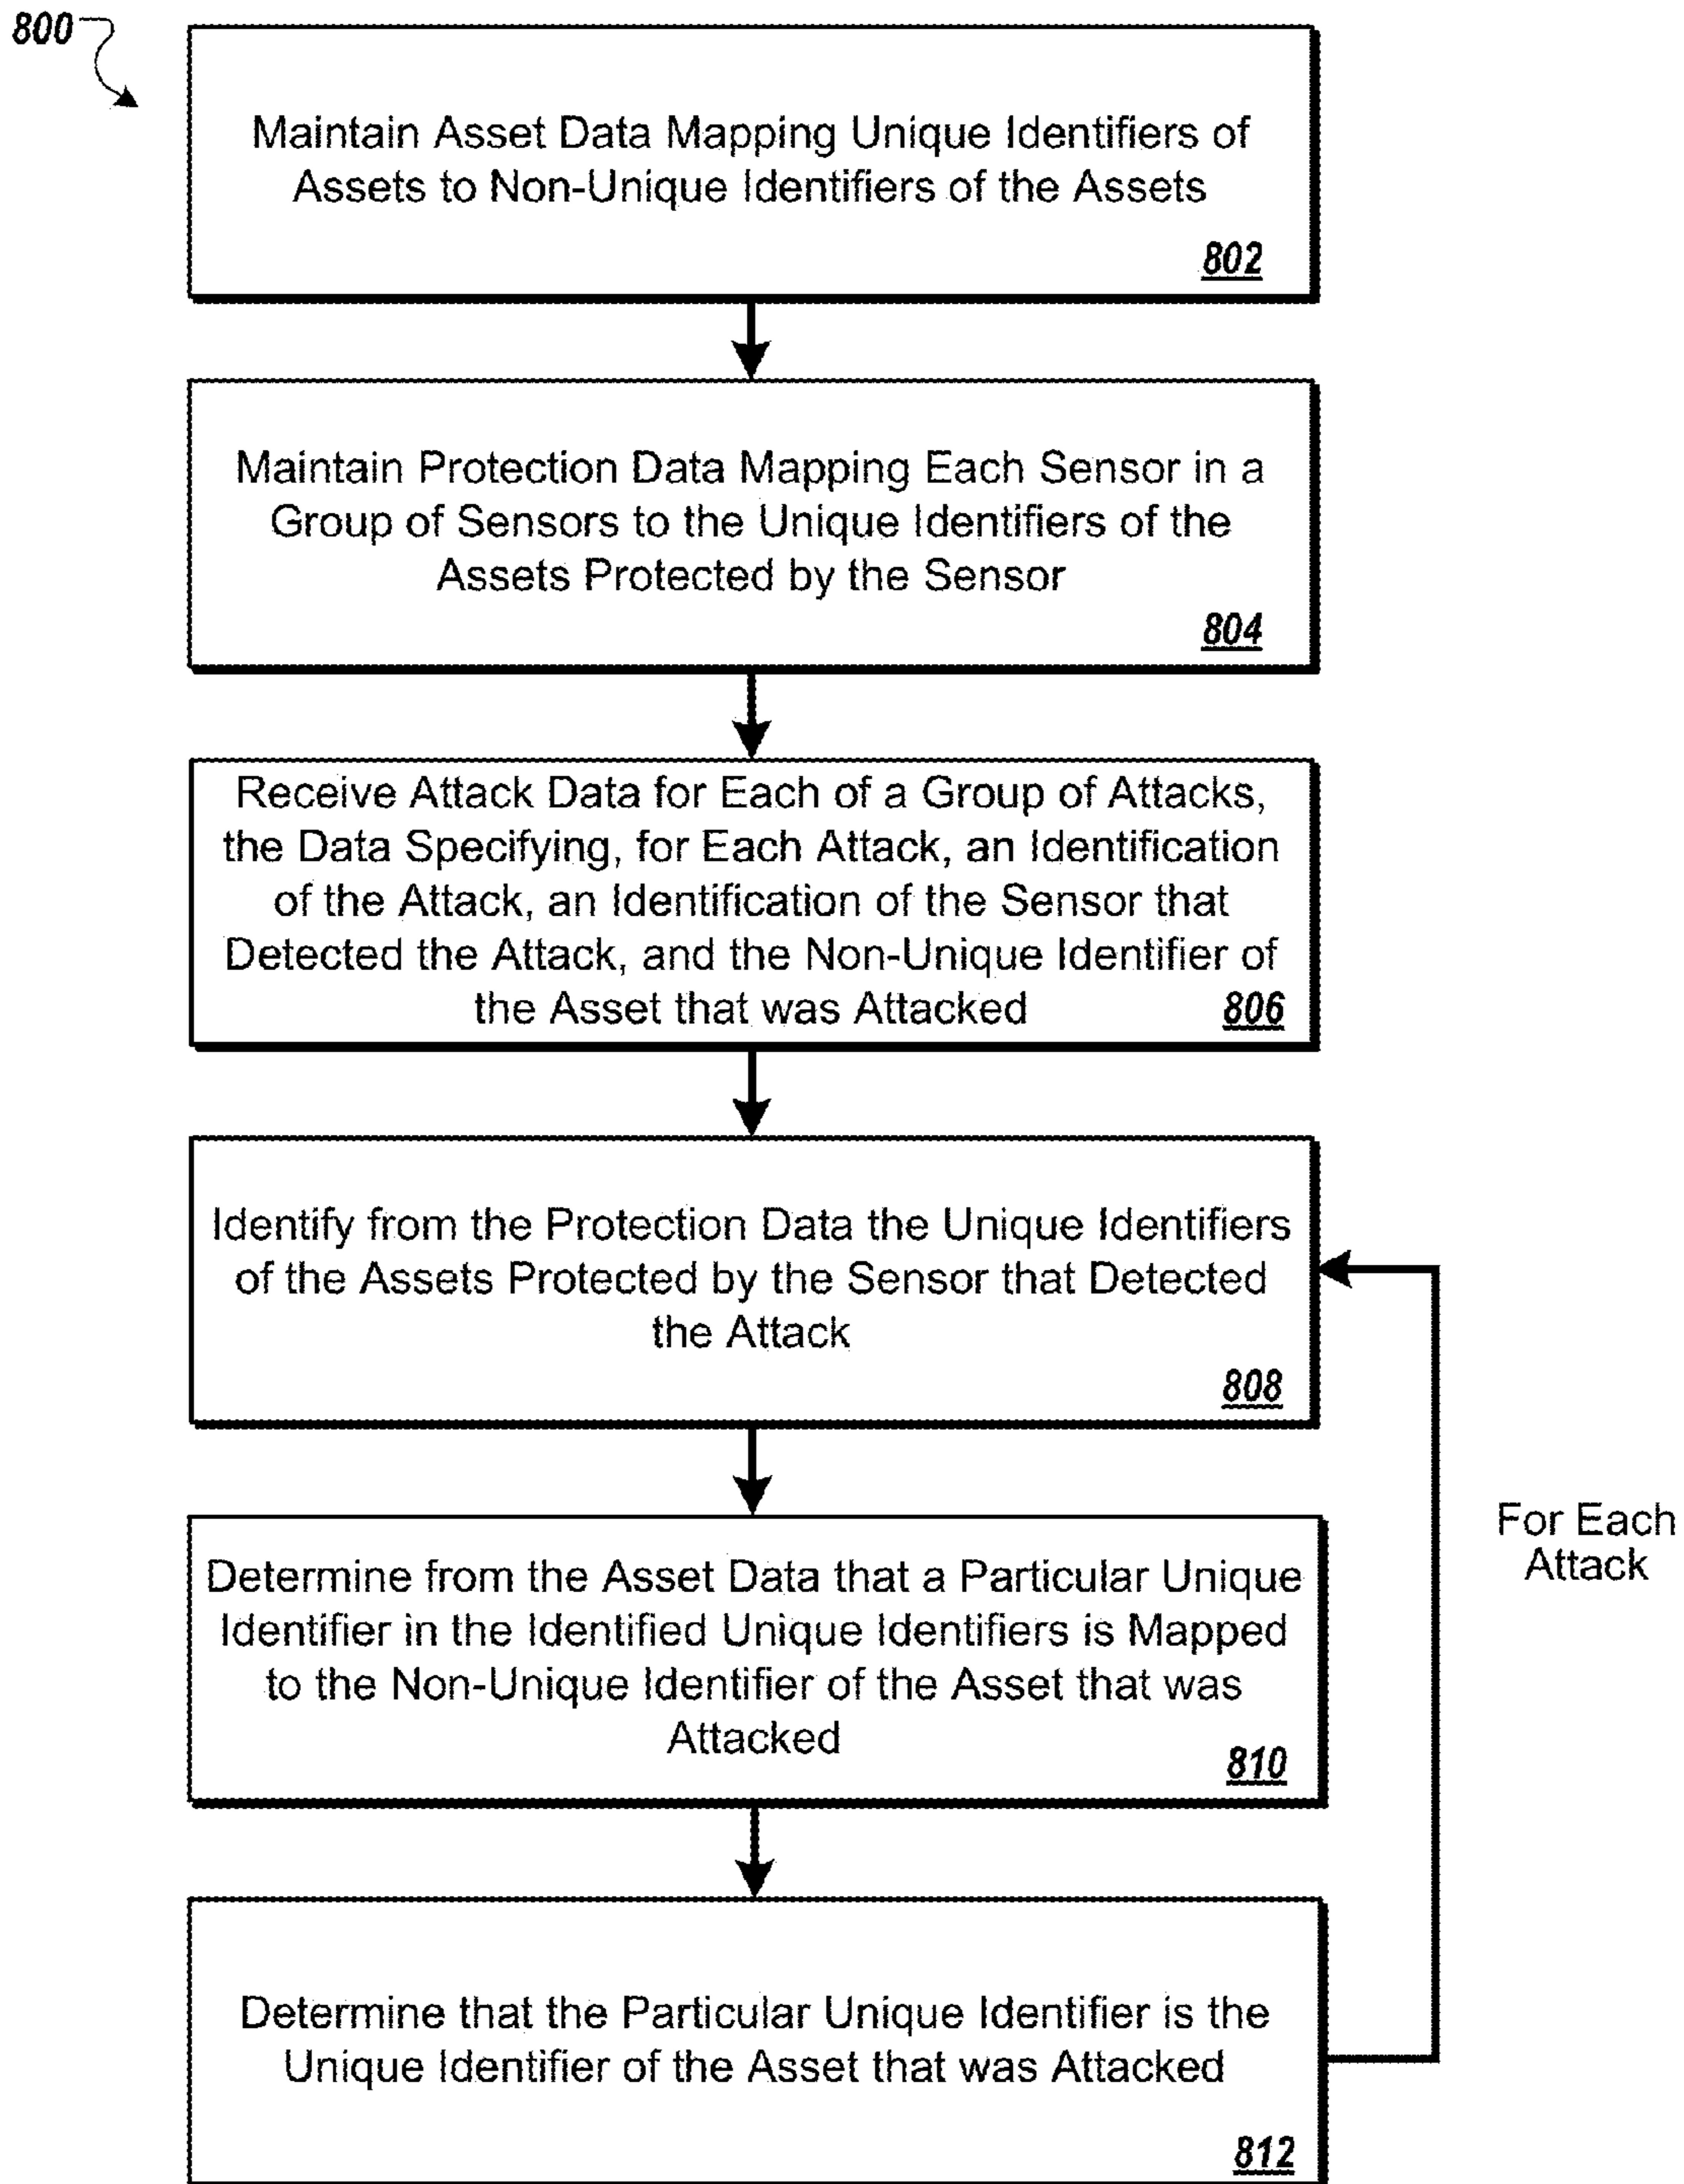 800
Maintain Asset Data Mapping Unique Identifiers of
Assets to Non-Unique Identifiers of the Assets
802
Maintain Protection Data Mapping Each Sensor in a
Group of Sensors to the Unique Identifiers of the
Assets Protected by the Sensor
804
Receive Attack Data for Each of a Group of Attacks,
the Data Specifying, for Each Attack, an Identification
of the Attack, an Identification of the Sensor that
Detected the Attack, and the Non-Unique Identifier of
the Asset that was Attacked
806
Identify from the Protection Data the Unique Identifiers
of the Assets Protected by the Sensor that Detected
the Attack
808
Determine from the Asset Data that a Particular Unique
Identifier in the Identified Unique Identifiers is Mapped
to the Non-Unique Identifier of the Asset that was
Attacked
810
For Each
Attack
Determine that the Particular Unique Identifier is the
Unique Identifier of the Asset that was Attacked
812